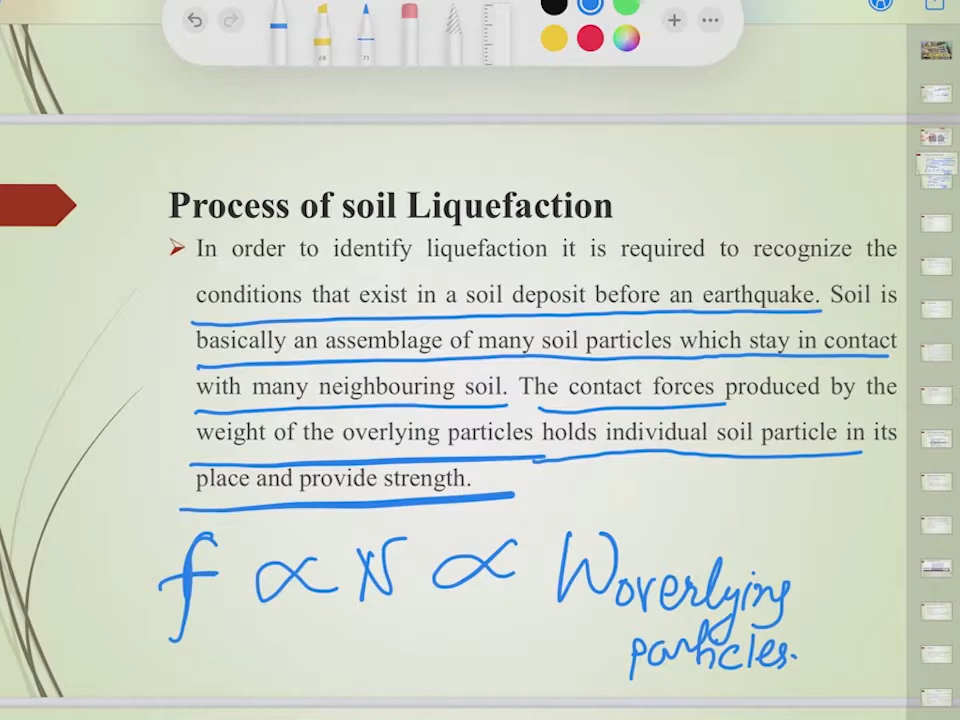 Process of soil Liquefaction
In order to identify liquefaction it is required to recognize the
conditions that exist in a soil deposit before an earthquake. Soil is
basically an assemblage of many soil particles which stay in contact
with many neighbouring soil. The contact forces produced by the
weight of the overlying particles holds individual soil particle in its
place and provide strength.
f ∝ N ∝ W overlying
particles.